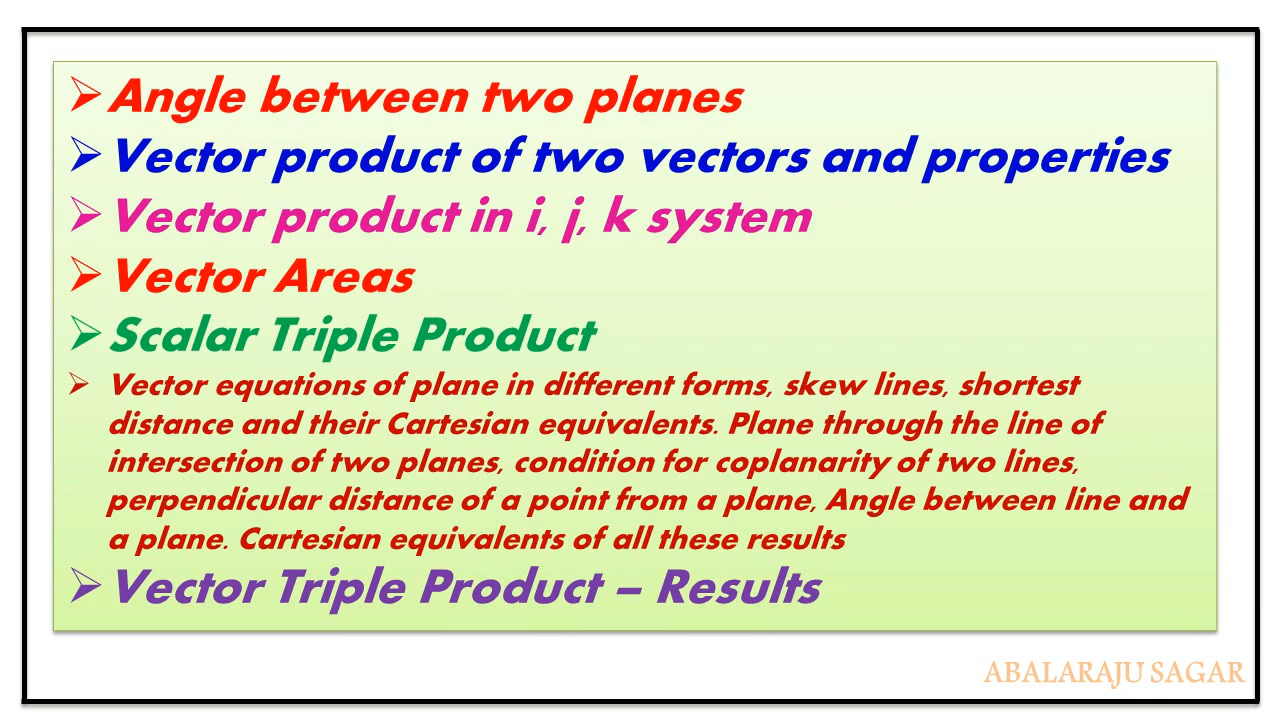 ➢Angle between two planes
➢Vector product of two vectors and properties
➢Vector product in i, j, k system
➢Vector Areas
➢Scalar Triple Product
➢ Vector equations of plane in different forms, skew lines, shortest
distance and their Cartesian equivalents. Plane through the line of
intersection of two planes, condition for coplanarity of two lines,
perpendicular distance of a point from a plane, Angle between line and
a plane. Cartesian equivalents of all these results
➢Vector Triple Product – Results
ABALARAJU SAGAR